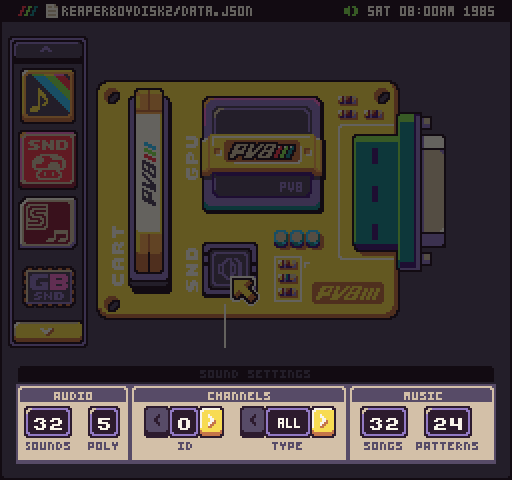 REAPERBOYDISK2/DATA.JSON
SAT 08:00AM 1985
SND
S
GB
SND
CART
PV8
GPU
PV8
PV8
SND
PV8
SOUND SETTINGS
AUDIO
32
SOUNDS
5
POLY
CHANNELS
0
ID
ALL
TYPE
MUSIC
32
SONGS
24
PATTERNS